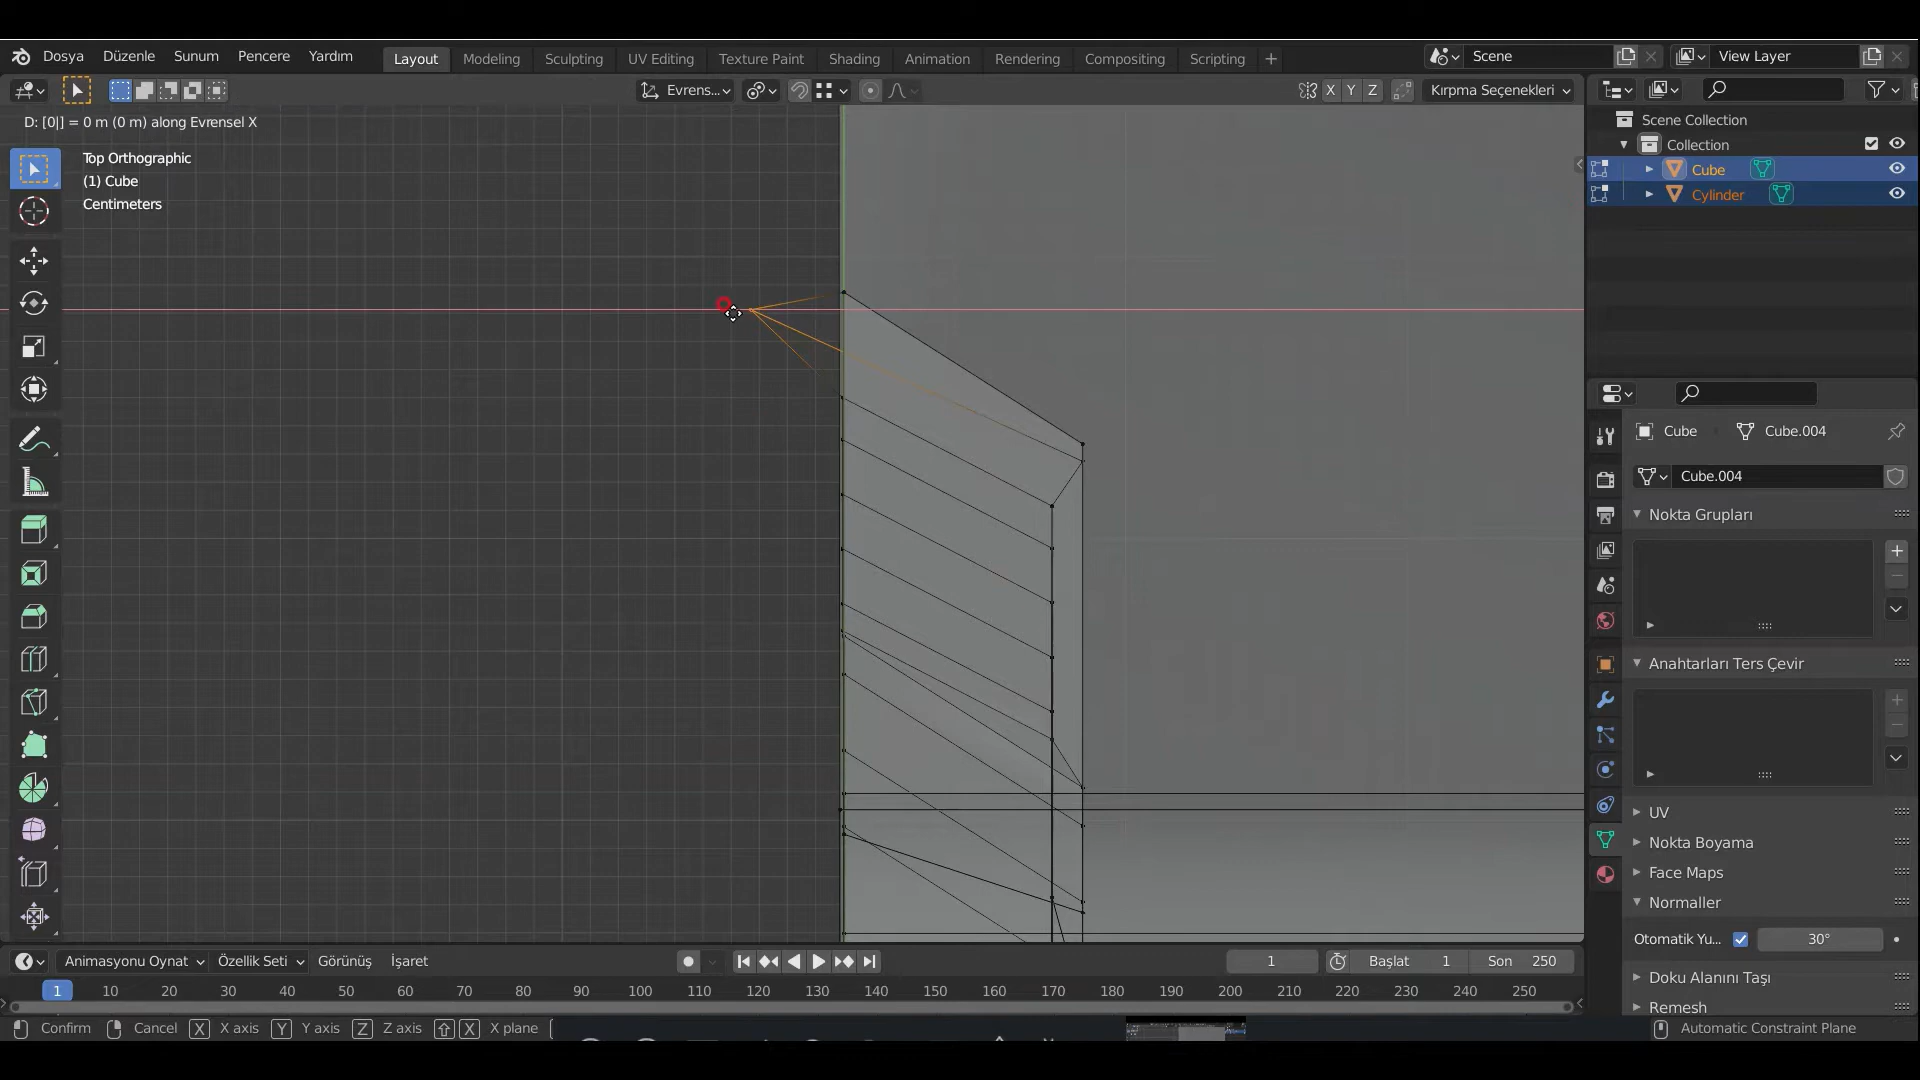 Dosya Düzenle Sunum Pencere Yardım Layout Modeling Sculpting UV Editing Texture Paint Shading Animation Rendering Compositing Scripting + Scene View Layer
Evrens... X Y Z Kırpma Seçenekleri
D: [0|] = 0 m (0 m) along Evrensel X
Top Orthographic
(1) Cube
Centimeters
Scene Collection
Collection
Cube
Cylinder
Cube Cube.004
Cube.004
Nokta Grupları
Anahtarları Ters Çevir
UV
Nokta Boyama
Face Maps
Normaller
Otomatik Yu... 30°
Doku Alanını Taşı
Remesh
Animasyonu Oynat Özellik Seti Görünüş İşaret 1 Başlat 1 Son 250
1 10 20 30 40 50 60 70 80 90 100 110 120 130 140 150 160 170 180 190 200 210 220 230 240 250
Confirm Cancel X X axis Y Y axis Z Z axis X X plane Automatic Constraint Plane